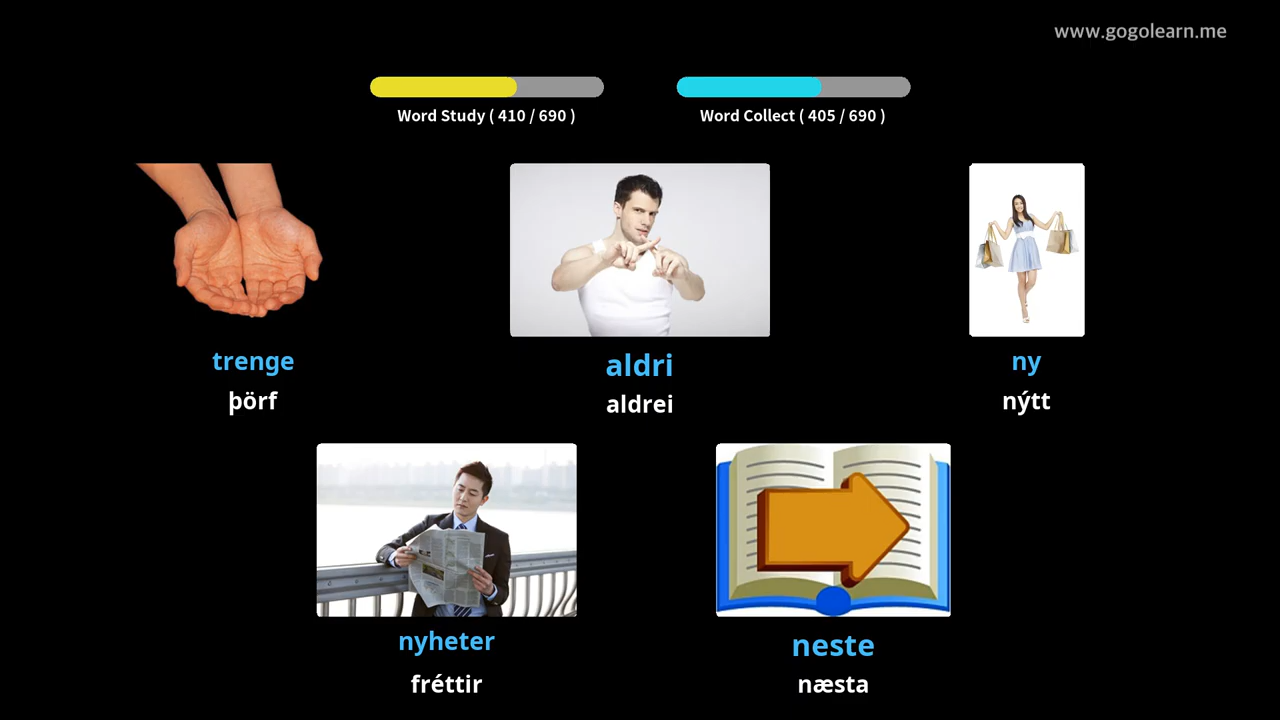 www.gogolearn.me
Word Study ( 410 / 690 )
Word Collect ( 405 / 690 )
trenge
þörf
aldri
aldrei
ny
nýtt
nyheter
fréttir
neste
næsta